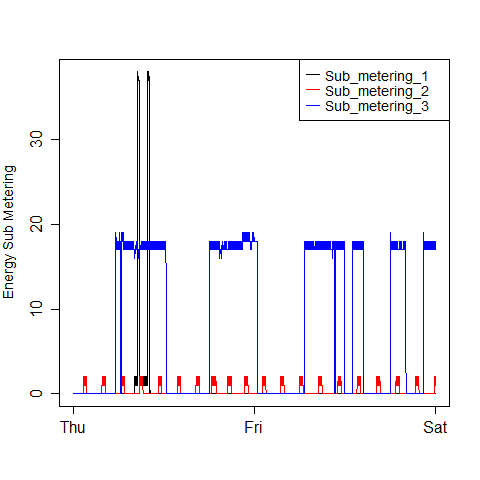 Sub_metering_1
Sub_metering_2
Sub_metering_3
Energy Sub Metering
30
20
10
0
Thu Fri Sat